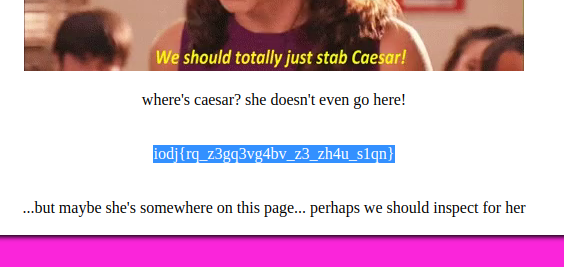 We should totally just stab Caesar!
where's caesar? she doesn't even go here!
iodj{rq_z3gq3vg4bv_z3_zh4u_s1qn}
...but maybe she's somewhere on this page... perhaps we should inspect for her